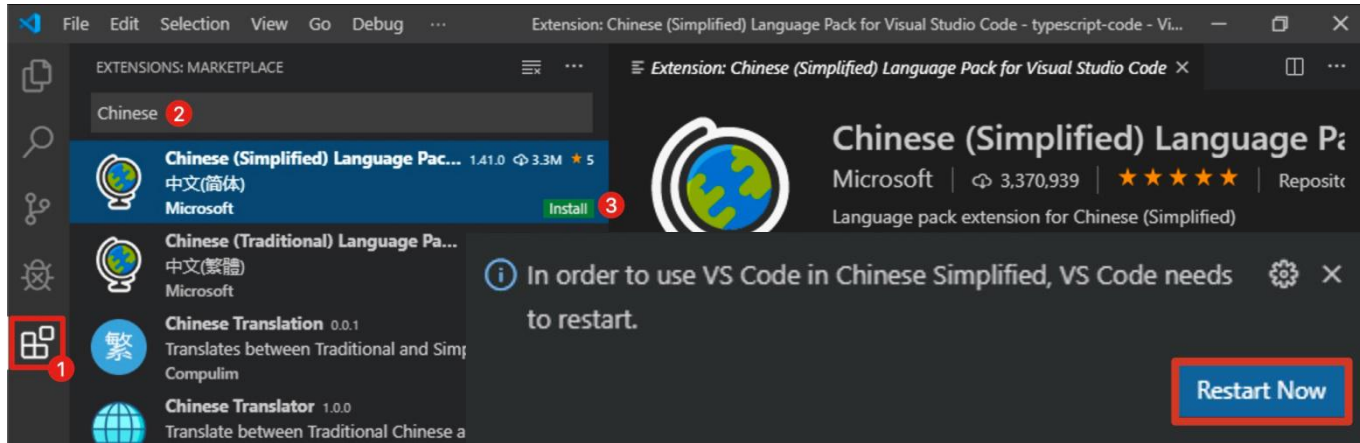 File Edit Selection View Go Debug ··· Extension: Chinese (Simplified) Language Pack for Visual Studio Code - typescript-code - Vi...
EXTENSIONS: MARKETPLACE
Chinese 2
Chinese (Simplified) Language Pac... 1.41.0 3.3M ★ 5
中文(简体)
Microsoft Install 3
Chinese (Traditional) Language Pa...
中文(繁體)
Microsoft
繁 Chinese Translation 0.0.1
Translates between Traditional and Simp
Compulim
Chinese Translator 1.0.0
Translate between Traditional Chinese a
1
Extension: Chinese (Simplified) Language Pack for Visual Studio Code
Chinese (Simplified) Language Pa
Microsoft 3,370,939 ★★★★★ Reposito
Language pack extension for Chinese (Simplified)
In order to use VS Code in Chinese Simplified, VS Code needs
to restart.
Restart Now